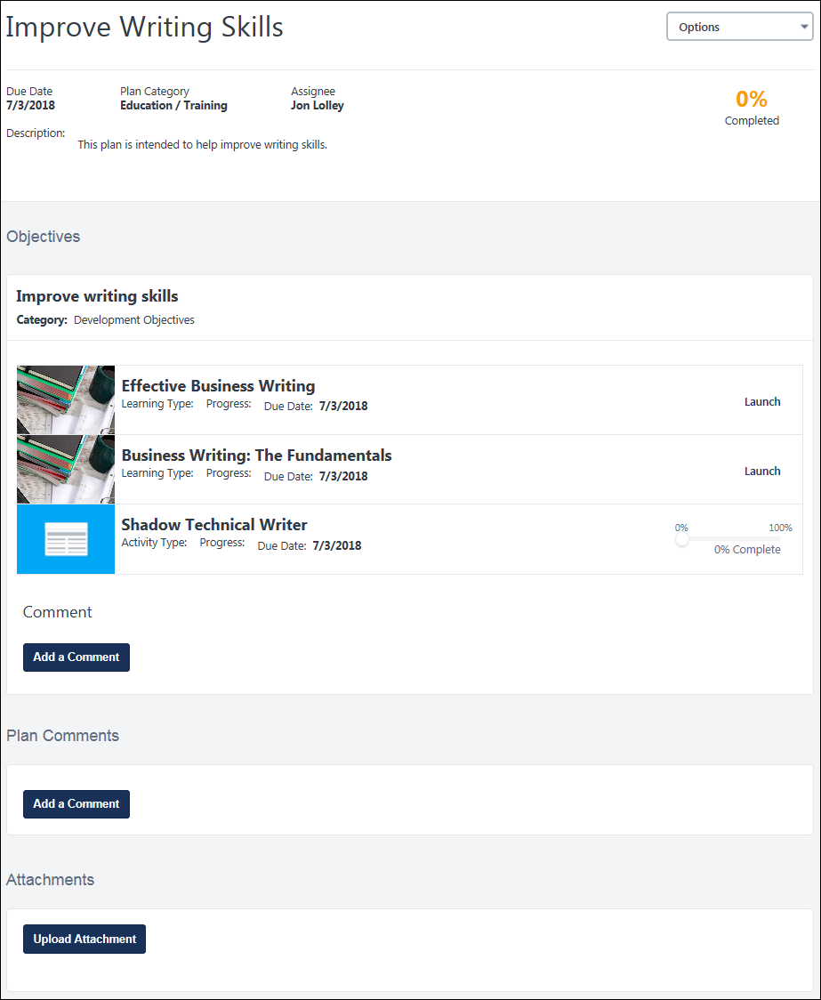 Improve Writing Skills
Options
Due Date
7/3/2018
Plan Category
Education / Training
Assignee
Jon Lolley
0%
Completed
Description:
This plan is intended to help improve writing skills.
Objectives
Improve writing skills
Category: Development Objectives
Effective Business Writing
Learning Type: Progress: Due Date: 7/3/2018
Launch
Business Writing: The Fundamentals
Learning Type: Progress: Due Date: 7/3/2018
Launch
Shadow Technical Writer
Activity Type: Progress: Due Date: 7/3/2018
0% 100%
0% Complete
Comment
Add a Comment
Plan Comments
Add a Comment
Attachments
Upload Attachment